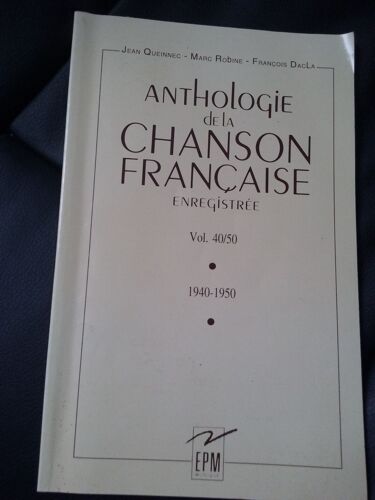 Jean Queinnec - Marc Robine - François Dacla
ANThologiE
de la
CHANSON
FRANÇAISE
ENREGISTRÉE
Vol. 40/50
1940-1950
EPM